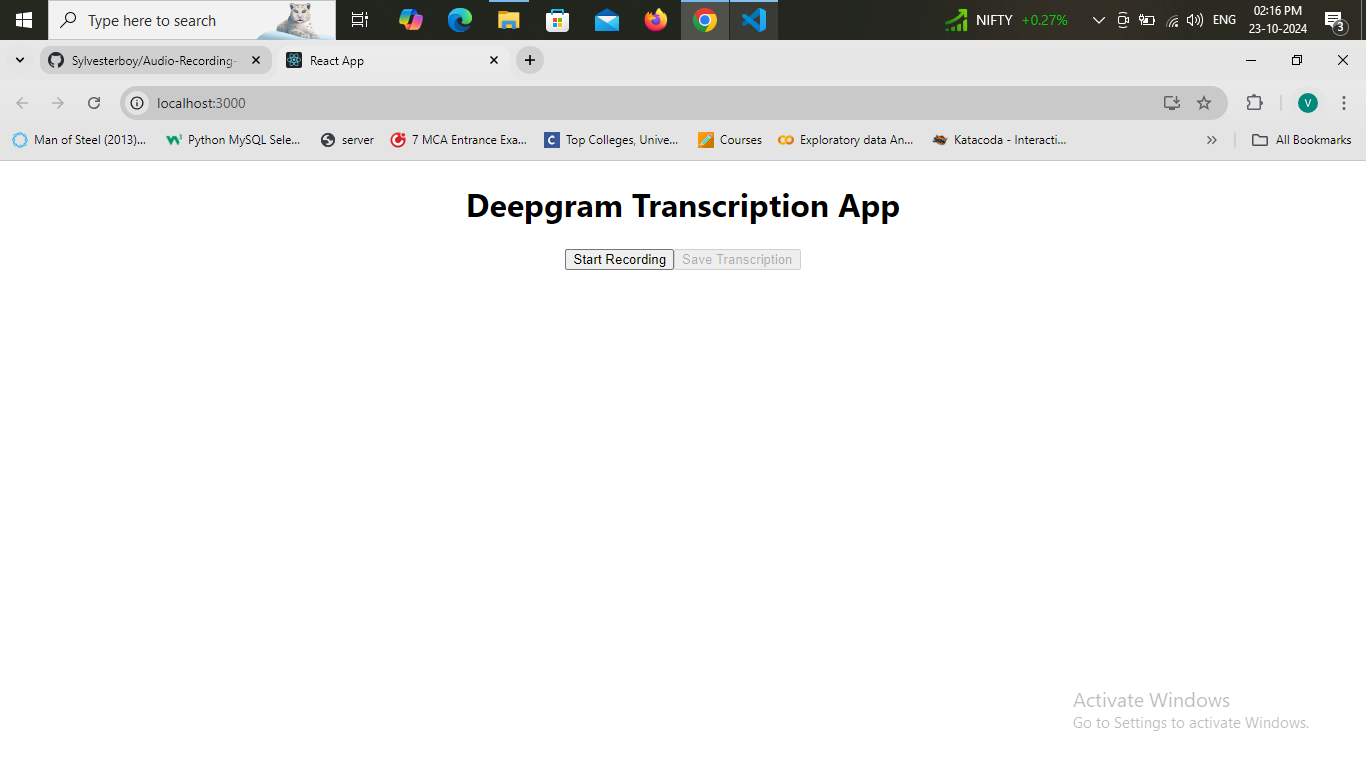 Type here to search
NIFTY +0.27%
ENG
02:16 PM
23-10-2024
3
Sylvesterboy/Audio-Recording-
React App
localhost:3000
V
Man of Steel (2013)...
Python MySQL Sele...
server
7 MCA Entrance Exa...
C
Top Colleges, Unive...
Courses
Exploratory data An...
Katacoda - Interacti...
All Bookmarks
Deepgram Transcription App
Start Recording
Save Transcription
Activate Windows
Go to Settings to activate Windows.